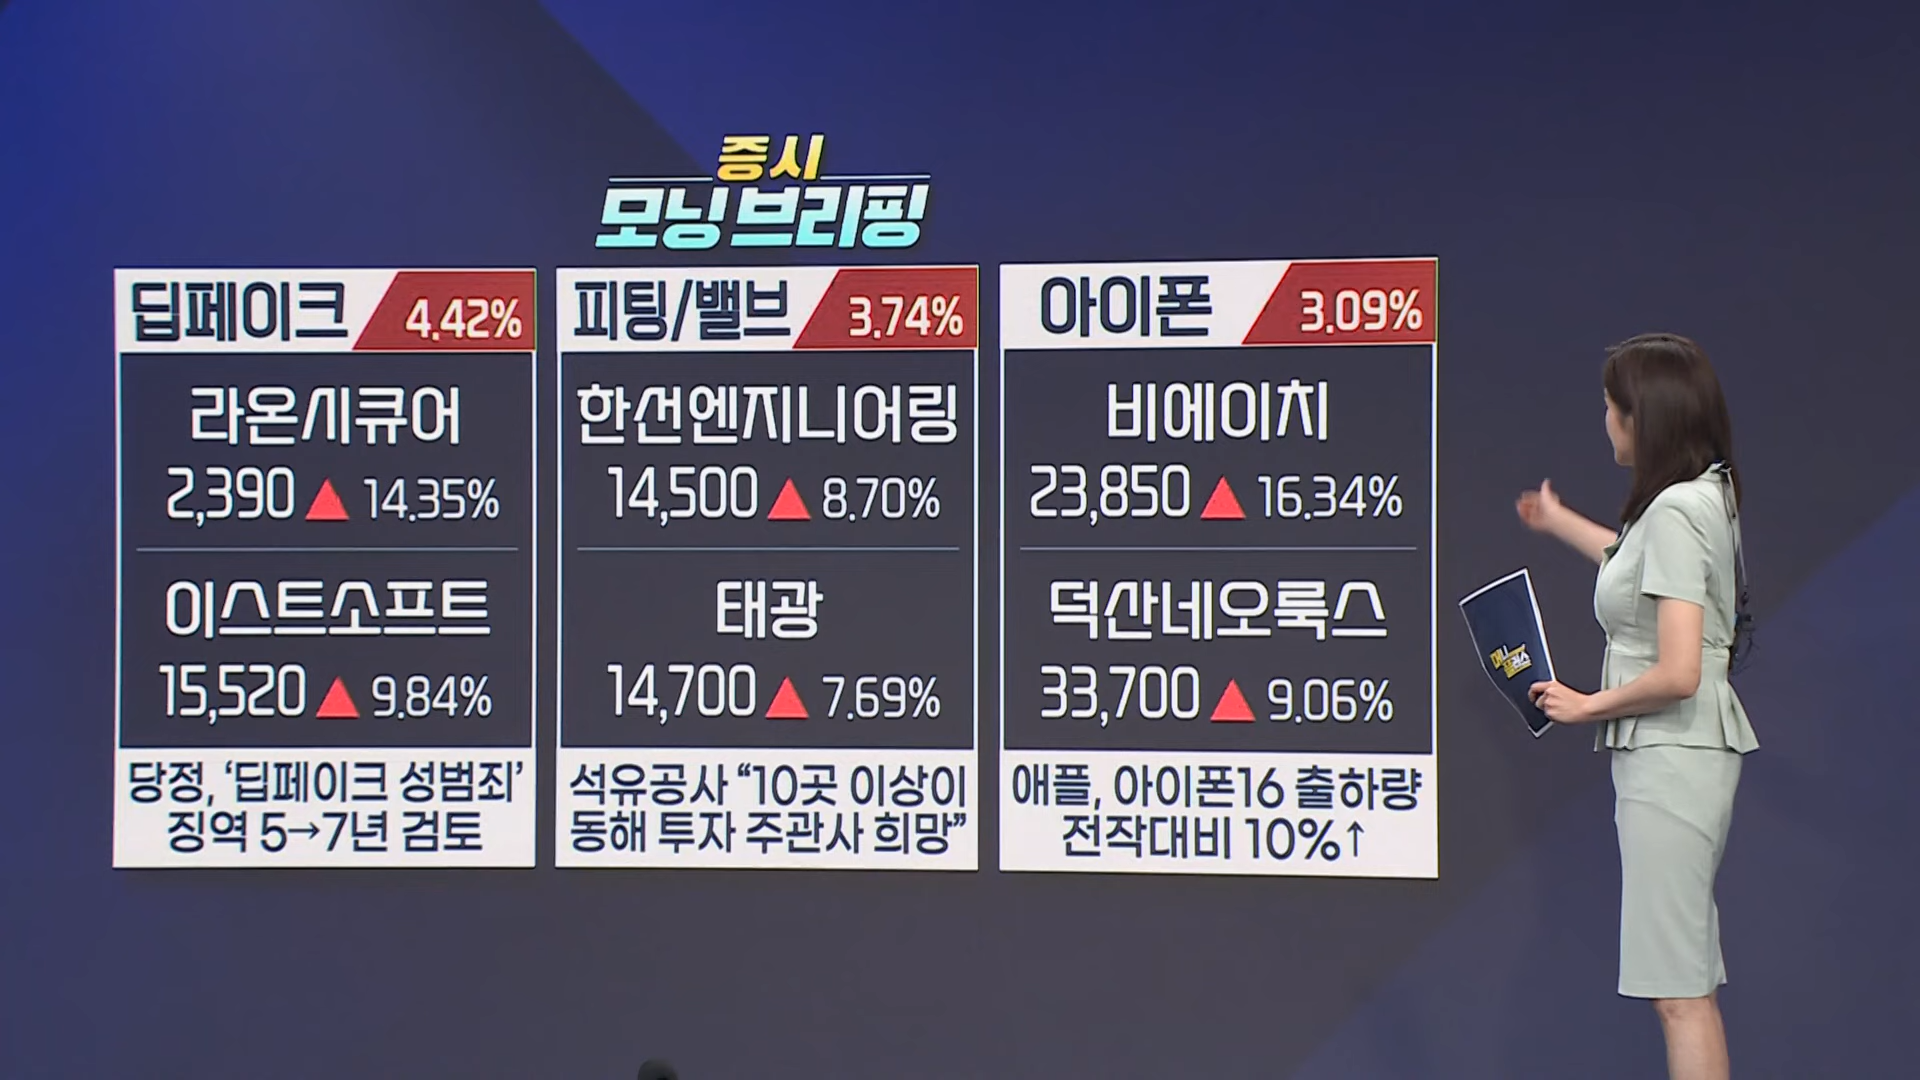 증시
모닝브리핑
딥페이크 4.42%
라온시큐어
2,390 ▲ 14.35%
이스트소프트
15,520 ▲ 9.84%
당정, ‘딥페이크 성범죄’
징역 5→7년 검토
피팅/밸브 3.74%
한선엔지니어링
14,500 ▲ 8.70%
태광
14,700 ▲ 7.69%
석유공사 “10곳 이상이
동해 투자 주관사 희망”
아이폰 3.09%
비에이치
23,850 ▲ 16.34%
덕산네오룩스
33,700 ▲ 9.06%
애플, 아이폰16 출하량
전작대비 10%↑
머니
플러스